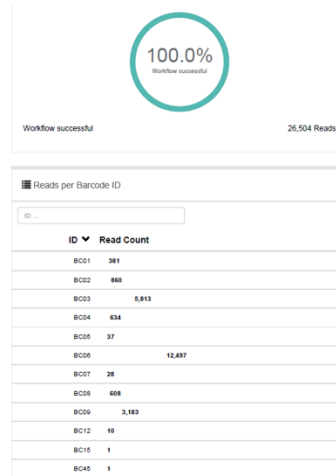 100.0%
Workflow successful
Workflow successful 26,504 Reads
Reads per Barcode ID
ID ...
ID Read Count
BC01 381
BC02 860
BC03 5,813
BC04 634
BC05 37
BC06 12,497
BC07 28
BC08 608
BC09 3,183
BC12 10
BC15 1
BC45 1